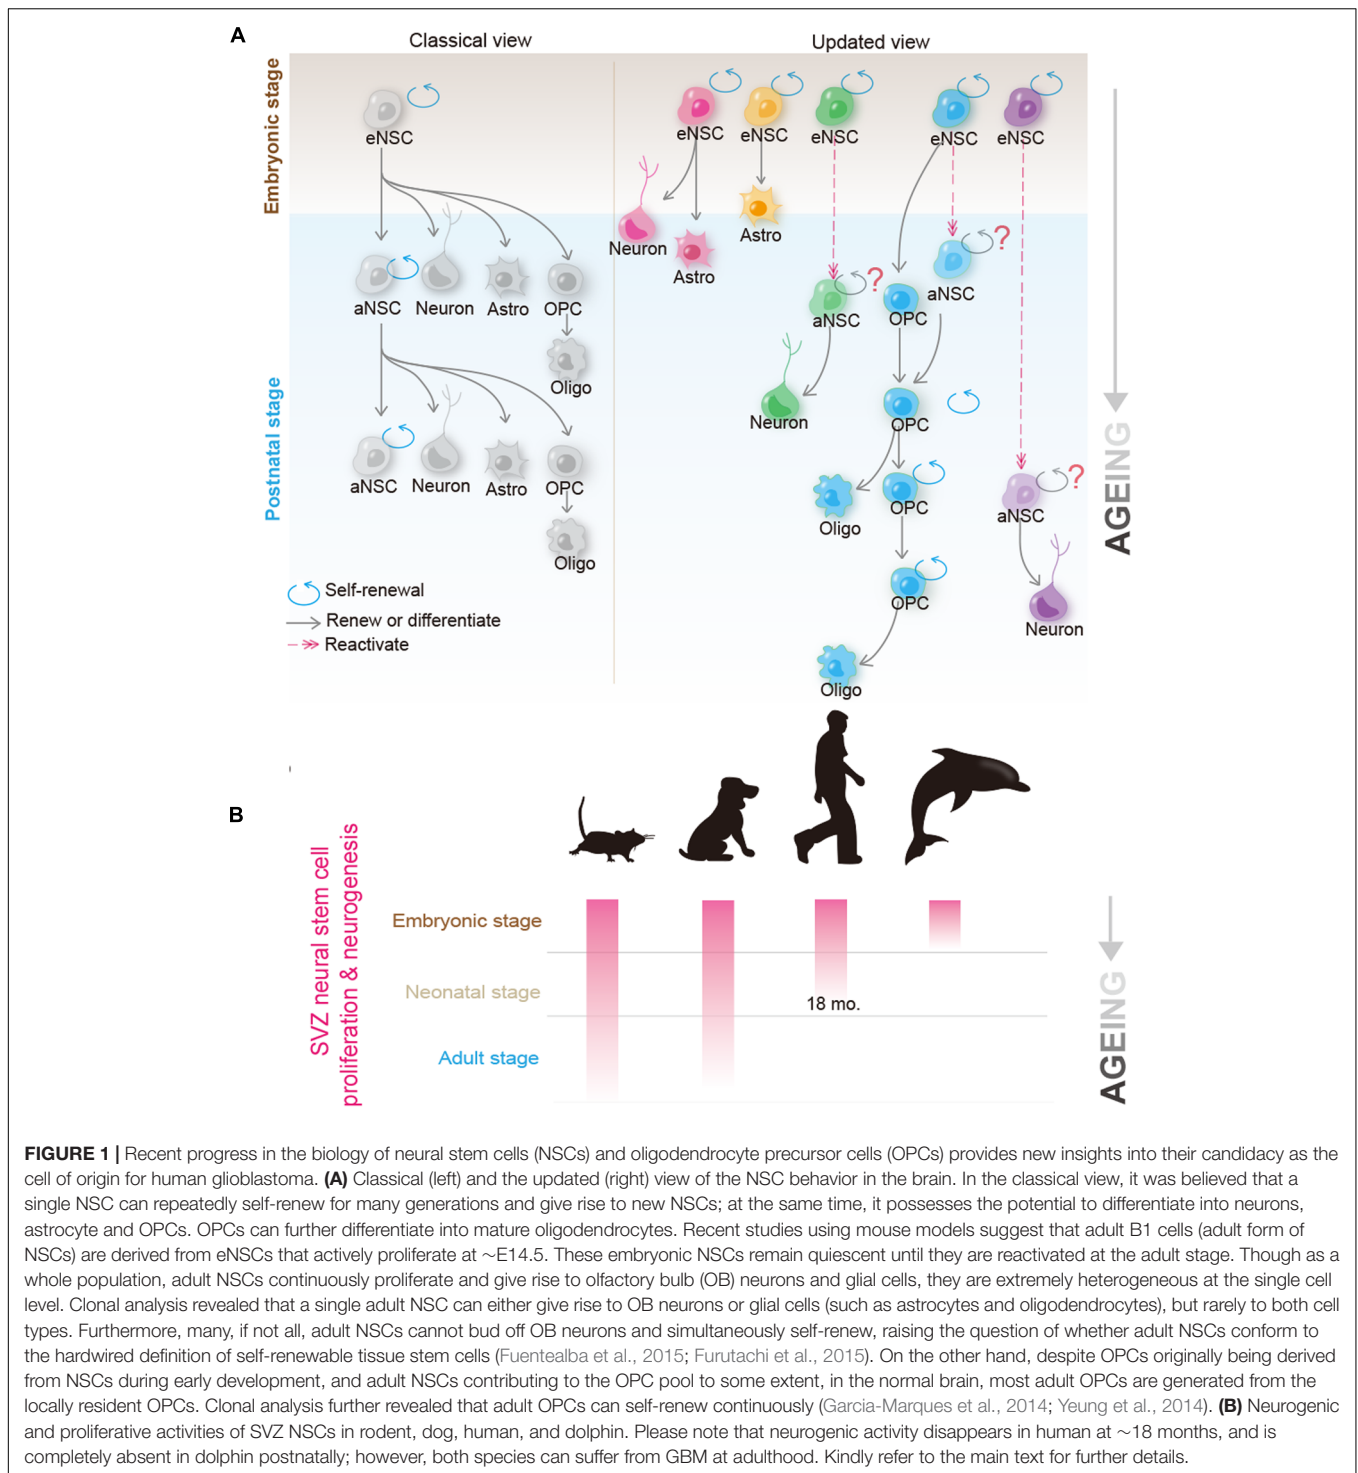 A
Classical view
Updated view
Embryonic stage
Postnatal stage
eNSC
eNSC
eNSC
eNSC
eNSC
eNSC
Neuron
Astro
Astro
aNSC
Neuron
Astro
OPC
Oligo
aNSC
?
OPC
aNSC
?
Neuron
OPC
aNSC
Neuron
Astro
OPC
Oligo
Oligo
OPC
aNSC
?
OPC
Neuron
Oligo
Self-renewal
Renew or differentiate
Reactivate
AGEING
B
SVZ neural stem cell
proliferation & neurogenesis
Embryonic stage
Neonatal stage
18 mo.
Adult stage
AGEING
FIGURE 1 | Recent progress in the biology of neural stem cells (NSCs) and oligodendrocyte precursor cells (OPCs) provides new insights into their candidacy as the
cell of origin for human glioblastoma. (A) Classical (left) and the updated (right) view of the NSC behavior in the brain. In the classical view, it was believed that a
single NSC can repeatedly self-renew for many generations and give rise to new NSCs; at the same time, it possesses the potential to differentiate into neurons,
astrocyte and OPCs. OPCs can further differentiate into mature oligodendrocytes. Recent studies using mouse models suggest that adult B1 cells (adult form of
NSCs) are derived from eNSCs that actively proliferate at ∼E14.5. These embryonic NSCs remain quiescent until they are reactivated at the adult stage. Though as a
whole population, adult NSCs continuously proliferate and give rise to olfactory bulb (OB) neurons and glial cells, they are extremely heterogeneous at the single cell
level. Clonal analysis revealed that a single adult NSC can either give rise to OB neurons or glial cells (such as astrocytes and oligodendrocytes), but rarely to both cell
types. Furthermore, many, if not all, adult NSCs cannot bud off OB neurons and simultaneously self-renew, raising the question of whether adult NSCs conform to
the hardwired definition of self-renewable tissue stem cells (Fuentealba et al., 2015; Furutachi et al., 2015). On the other hand, despite OPCs originally being derived
from NSCs during early development, and adult NSCs contributing to the OPC pool to some extent, in the normal brain, most adult OPCs are generated from the
locally resident OPCs. Clonal analysis further revealed that adult OPCs can self-renew continuously (Garcia-Marques et al., 2014; Yeung et al., 2014). (B) Neurogenic
and proliferative activities of SVZ NSCs in rodent, dog, human, and dolphin. Please note that neurogenic activity disappears in human at ∼18 months, and is
completely absent in dolphin postnatally; however, both species can suffer from GBM at adulthood. Kindly refer to the main text for further details.